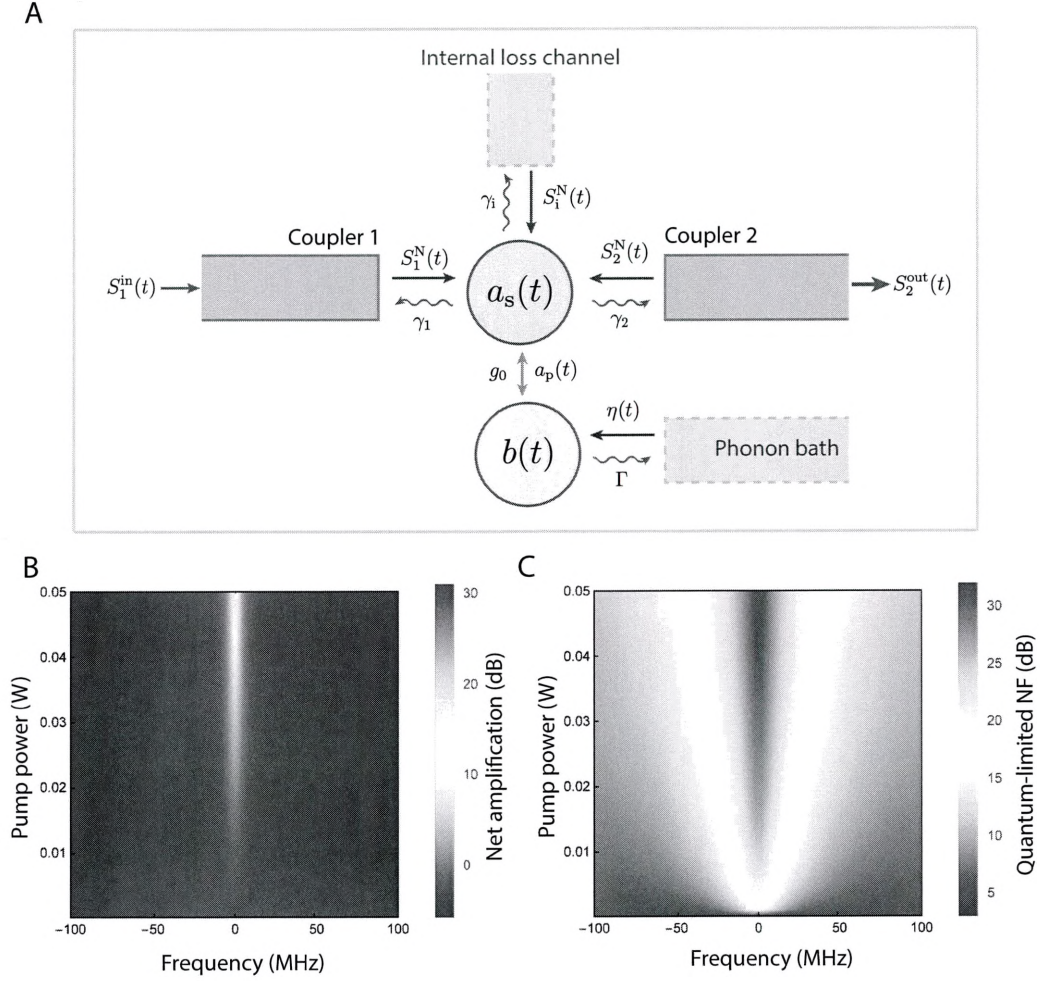 A
Internal loss channel
γi
S_i^N(t)
Coupler 1
Coupler 2
S_1^in(t)
S_1^N(t)
a_s(t)
S_2^N(t)
S_2^out(t)
γ1
γ2
g0
a_p(t)
b(t)
η(t)
Γ
Phonon bath
B
Pump power (W)
0.05
0.04
0.03
0.02
0.01
−100
−50
0
50
100
Frequency (MHz)
30
20
10
0
Net amplification (dB)
C
Pump power (W)
0.05
0.04
0.03
0.02
0.01
−100
−50
0
50
100
Frequency (MHz)
30
25
20
15
10
5
Quantum-limited NF (dB)